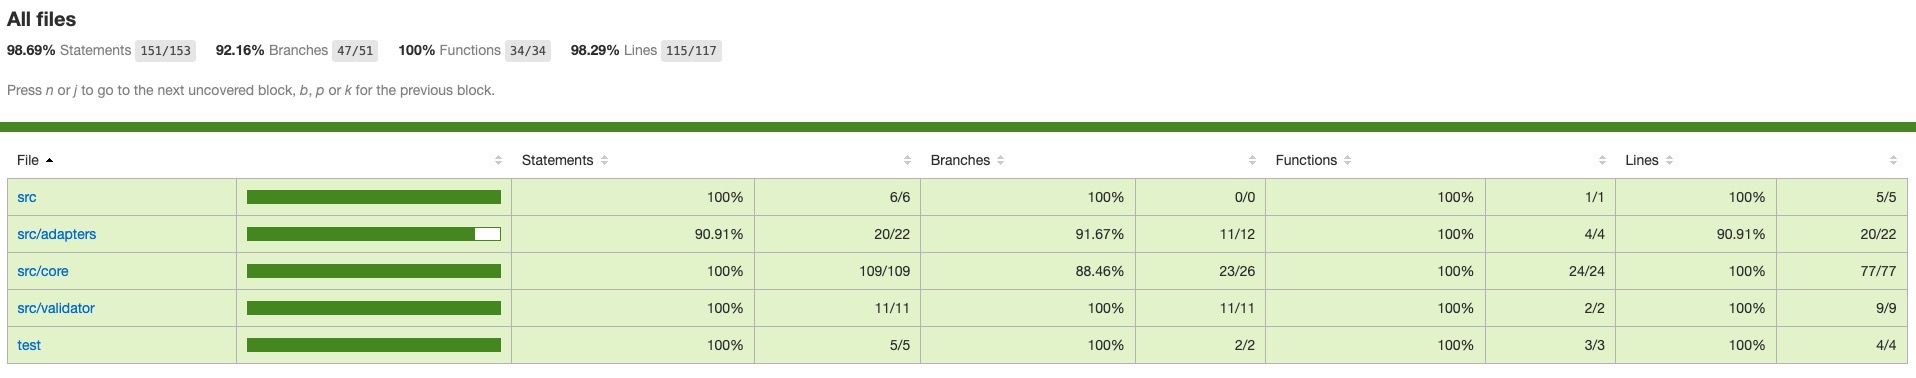 All files
98.69% Statements 151/153 92.16% Branches 47/51 100% Functions 34/34 98.29% Lines 115/117
Press n or j to go to the next uncovered block, b, p or k for the previous block.
File Statements Branches Functions Lines
src 100% 6/6 100% 0/0 100% 1/1 100% 5/5
src/adapters 90.91% 20/22 91.67% 11/12 100% 4/4 90.91% 20/22
src/core 100% 109/109 88.46% 23/26 100% 24/24 100% 77/77
src/validator 100% 11/11 100% 11/11 100% 2/2 100% 9/9
test 100% 5/5 100% 2/2 100% 3/3 100% 4/4